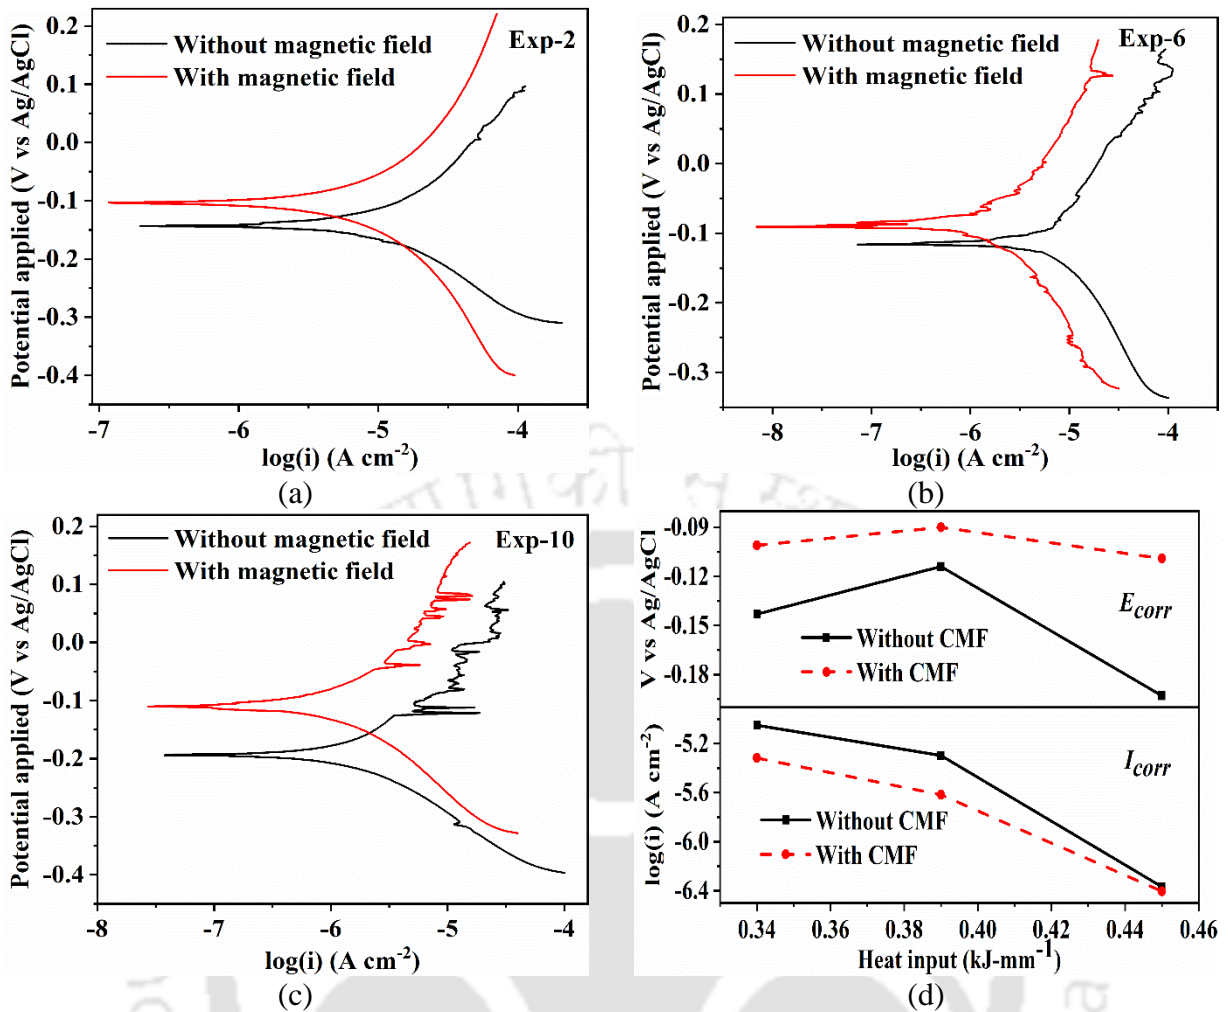 Without magnetic field
With magnetic field
Exp-2
Potential applied (V vs Ag/AgCl)
0.2
0.1
0.0
-0.1
-0.2
-0.3
-0.4
-7
-6
-5
-4
log(i) (A cm⁻²)
(a)
Without magnetic field
With magnetic field
Exp-6
Potential applied (V vs Ag/AgCl)
0.2
0.1
0.0
-0.1
-0.2
-0.3
-8
-7
-6
-5
-4
log(i) (A cm⁻²)
(b)
Without magnetic field
With magnetic field
Exp-10
Potential applied (V vs Ag/AgCl)
0.2
0.1
0.0
-0.1
-0.2
-0.3
-0.4
-8
-7
-6
-5
-4
log(i) (A cm⁻²)
(c)
V vs Ag/AgCl
-0.09
-0.12
-0.15
-0.18
E_corr
Without CMF
With CMF
log(i) (A cm⁻²)
-5.2
-5.6
-6.0
-6.4
I_corr
Without CMF
With CMF
0.34
0.36
0.38
0.40
0.42
0.44
0.46
Heat input (kJ-mm⁻¹)
(d)